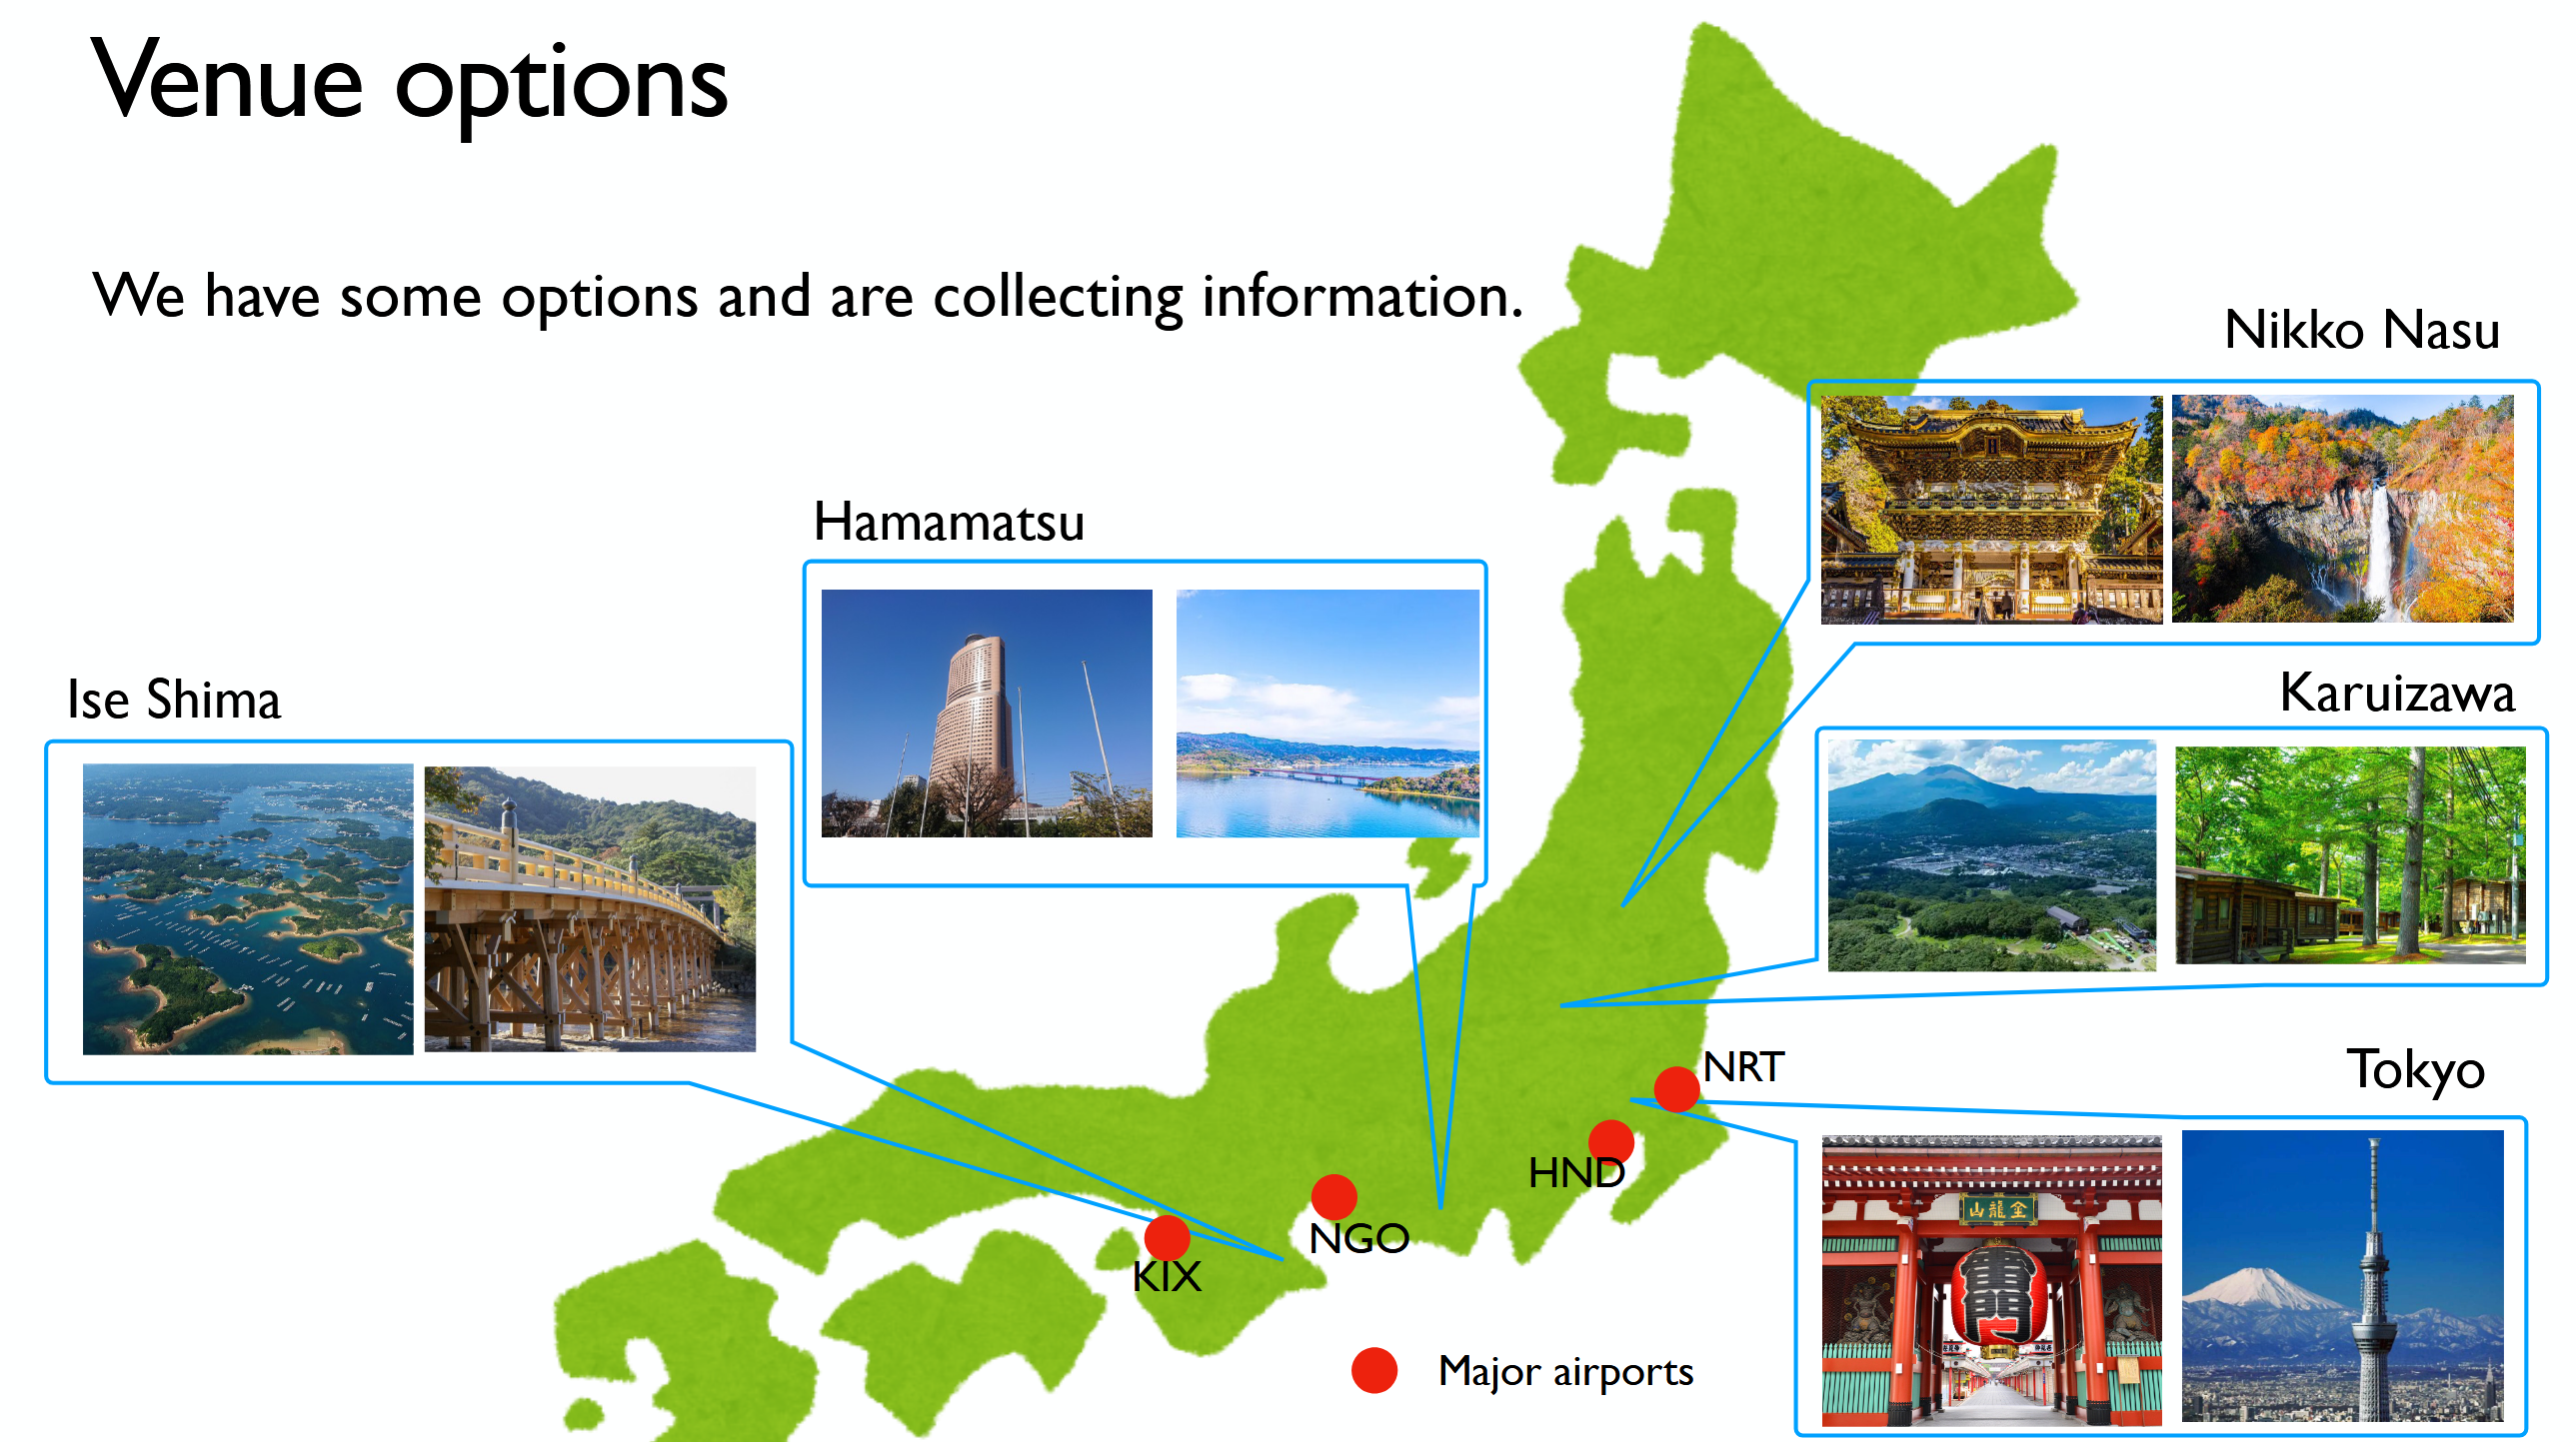 Venue options
We have some options and are collecting information.
Nikko Nasu
Hamamatsu
Karuizawa
Ise Shima
NRT
Tokyo
HND
NGO
KIX
Major airports
山龍金